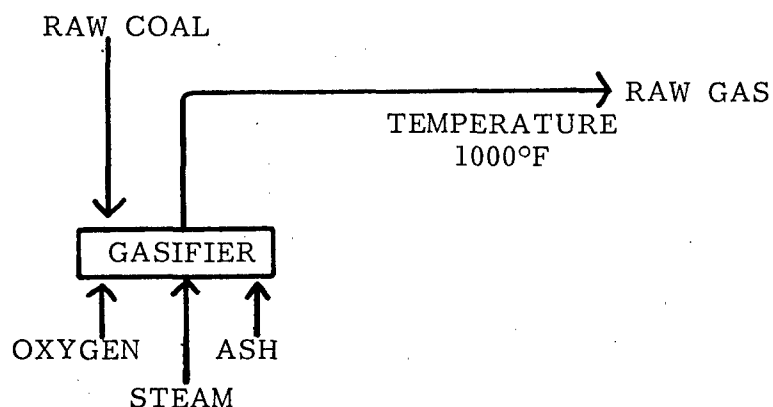 RAW COAL
RAW GAS
TEMPERATURE
1000°F
GASIFIER
OXYGEN
ASH
STEAM